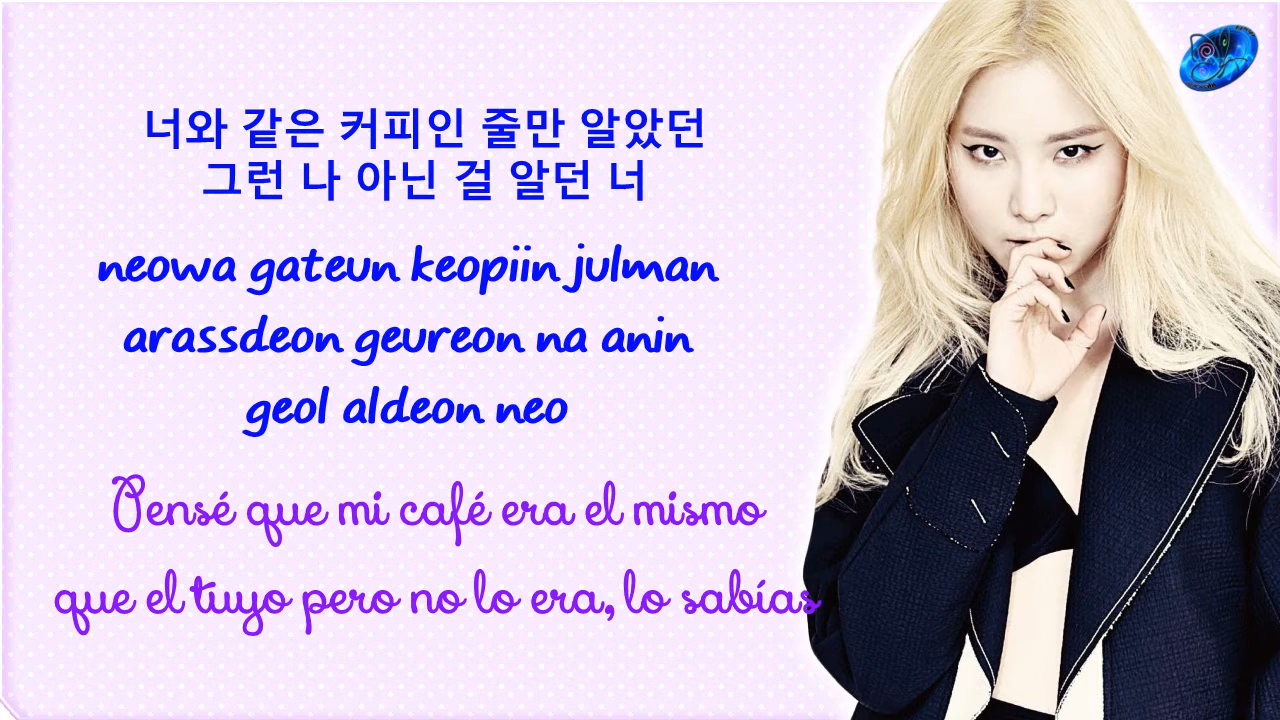 너와 같은 커피인 줄만 알았던
그런 나 아닌 걸 알던 너
neowa gateun keopiin julman
arassdeon geureon na anin
geol aldeon neo
Pensé que mi café era el mismo
que el tuyo pero no lo era, lo sabías